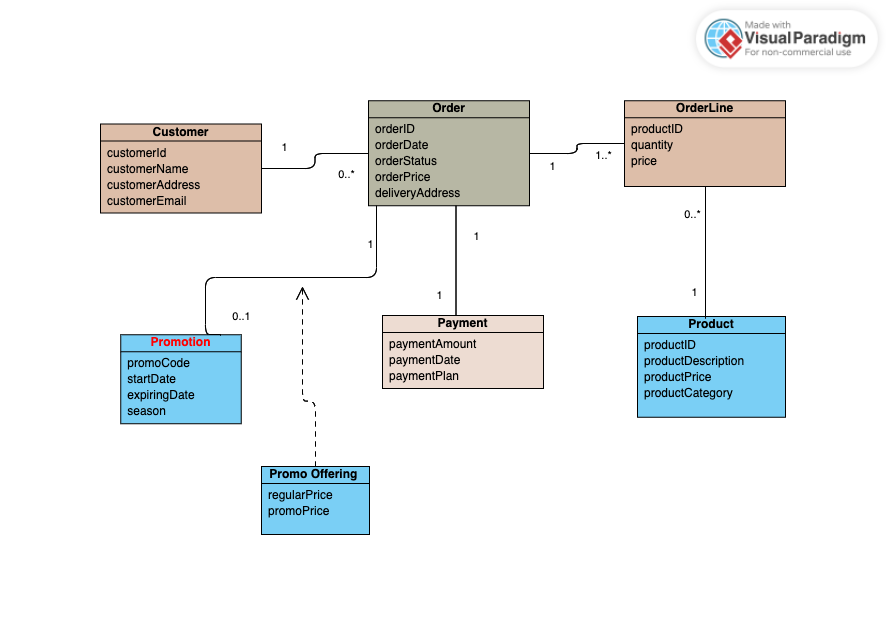 Made with
Visual Paradigm
For non-commercial use
Customer
customerId
customerName
customerAddress
customerEmail
1
0..*
Order
orderID
orderDate
orderStatus
orderPrice
deliveryAddress
1
1..*
OrderLine
productID
quantity
price
1
0..1
1
1
0..*
1
Promotion
promoCode
startDate
expiringDate
season
Payment
paymentAmount
paymentDate
paymentPlan
Product
productID
productDescription
productPrice
productCategory
Promo Offering
regularPrice
promoPrice